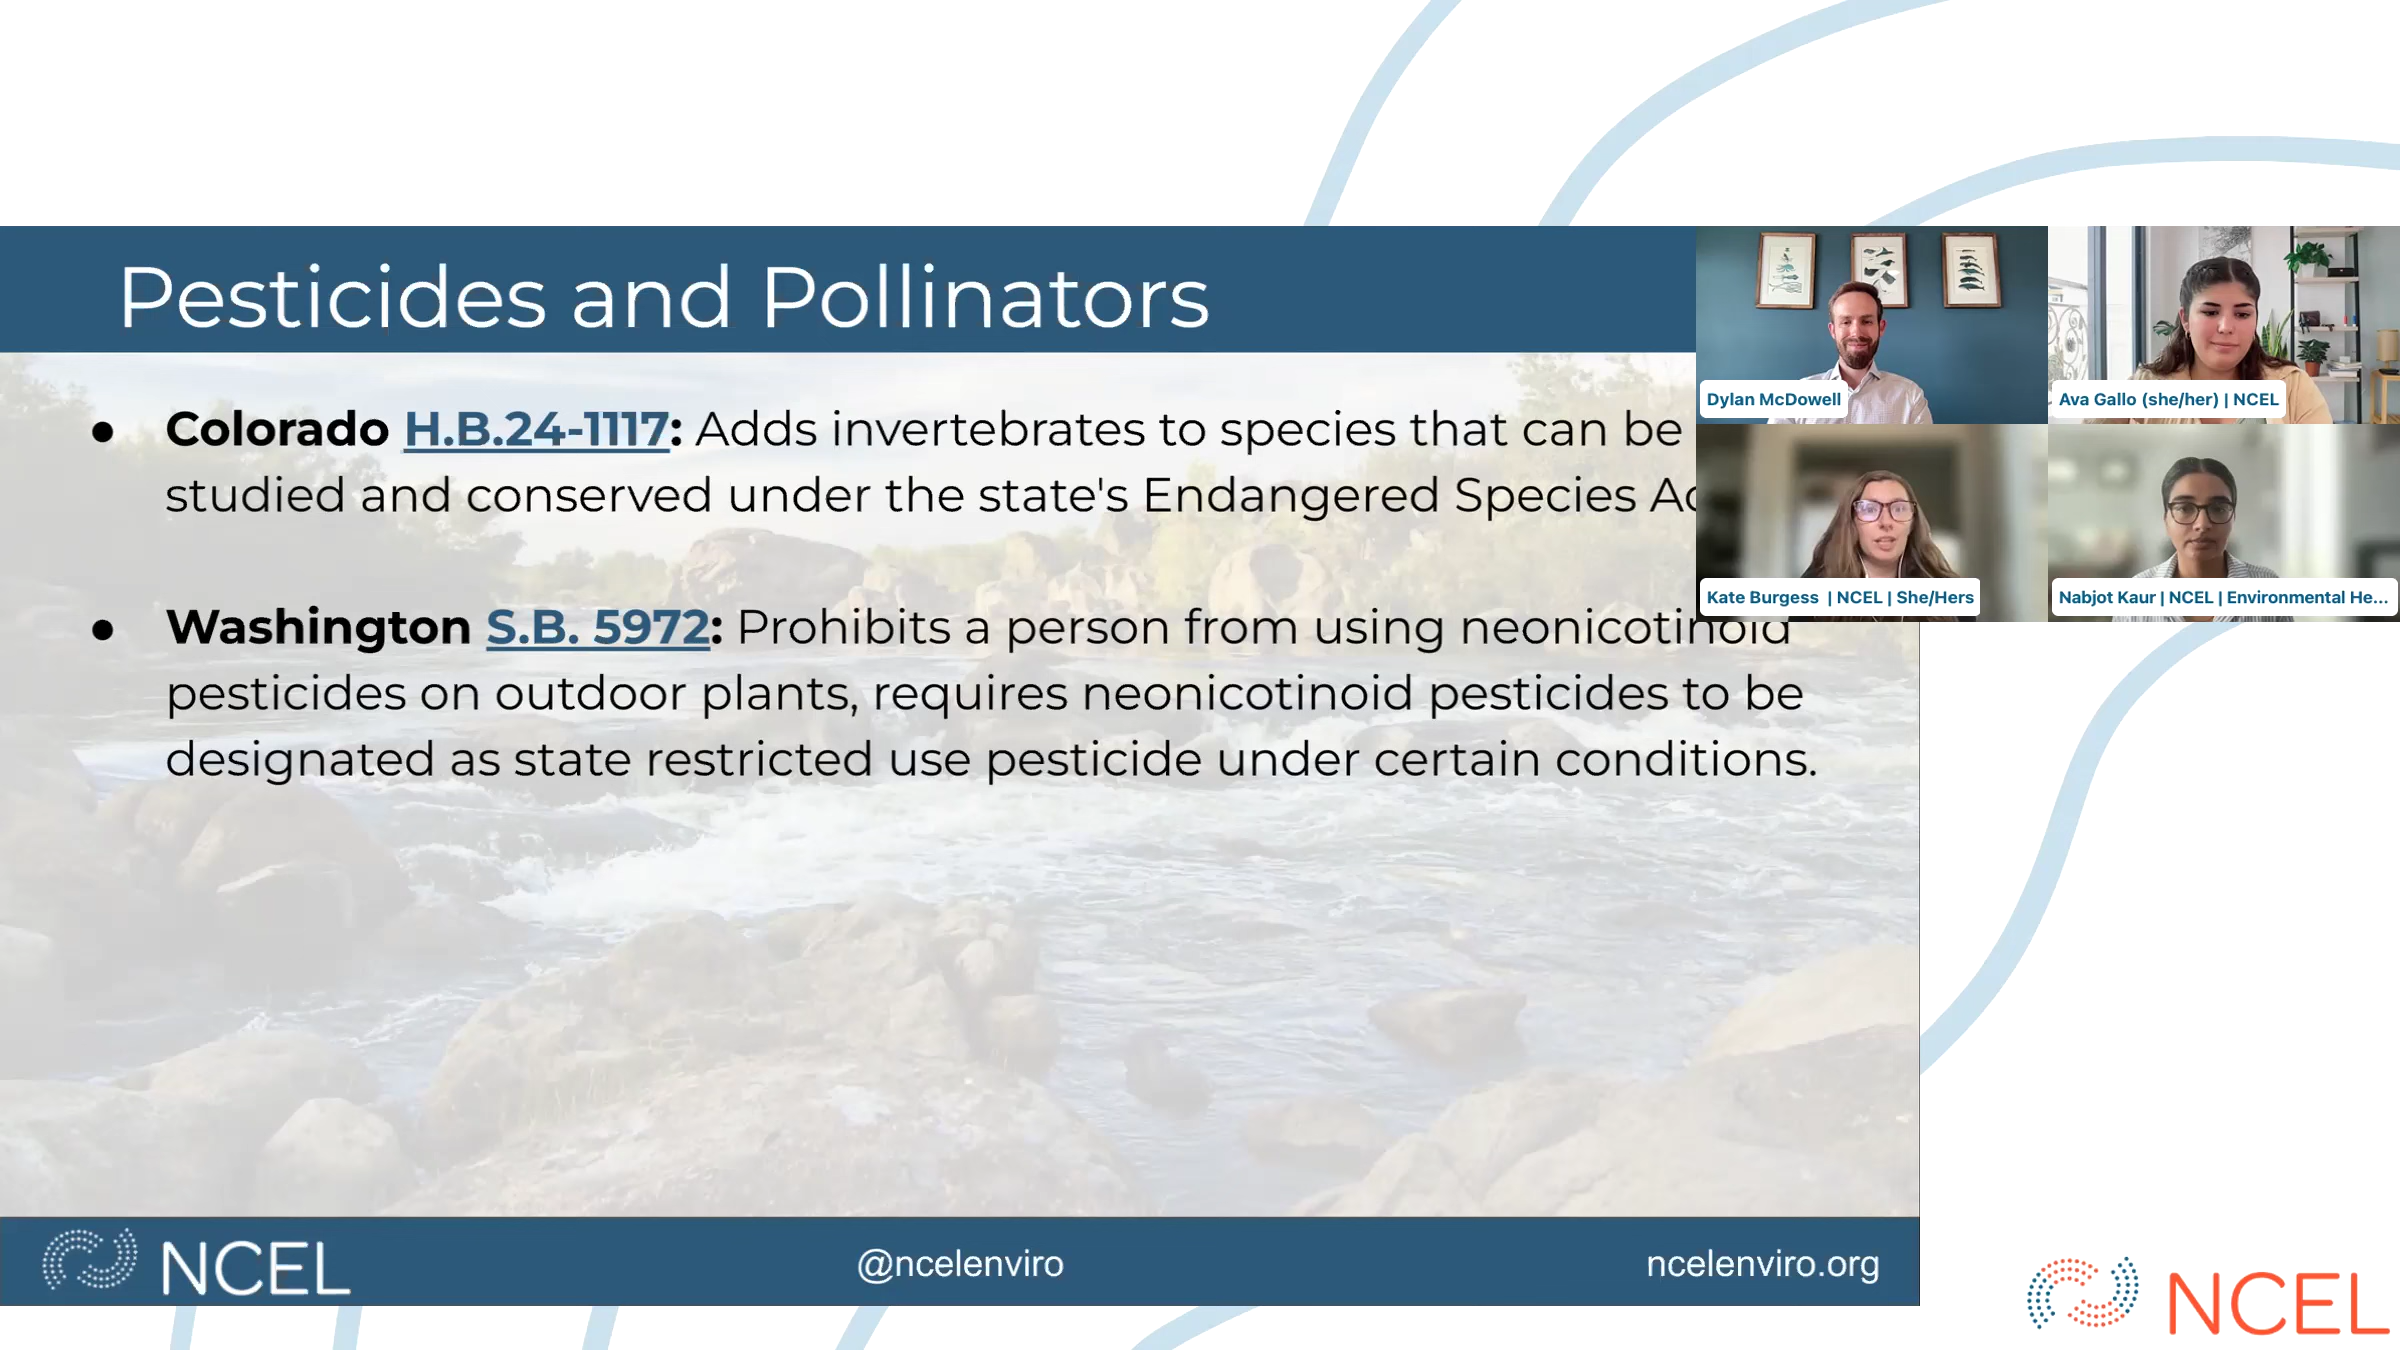 Pesticides and Pollinators
Dylan McDowell
Ava Gallo (she/her) | NCEL
Kate Burgess | NCEL | She/Hers
Nabjot Kaur | NCEL | Environmental He...
● Colorado H.B.24-1117: Adds invertebrates to species that can be
studied and conserved under the state's Endangered Species
● Washington S.B. 5972: Prohibits a person from using neonicotinoid
pesticides on outdoor plants, requires neonicotinoid pesticides to be
designated as state restricted use pesticide under certain conditions.
NCEL
@ncelenviro
ncelenviro.org
NCEL